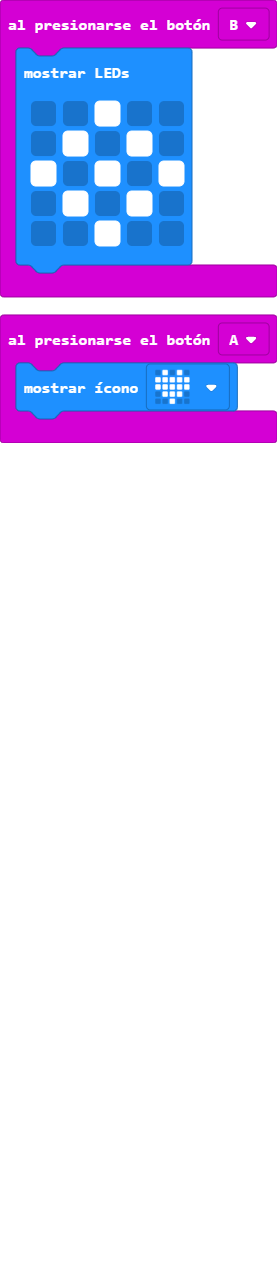 al presionarse el botón B
mostrar LEDs
al presionarse el botón A
mostrar ícono